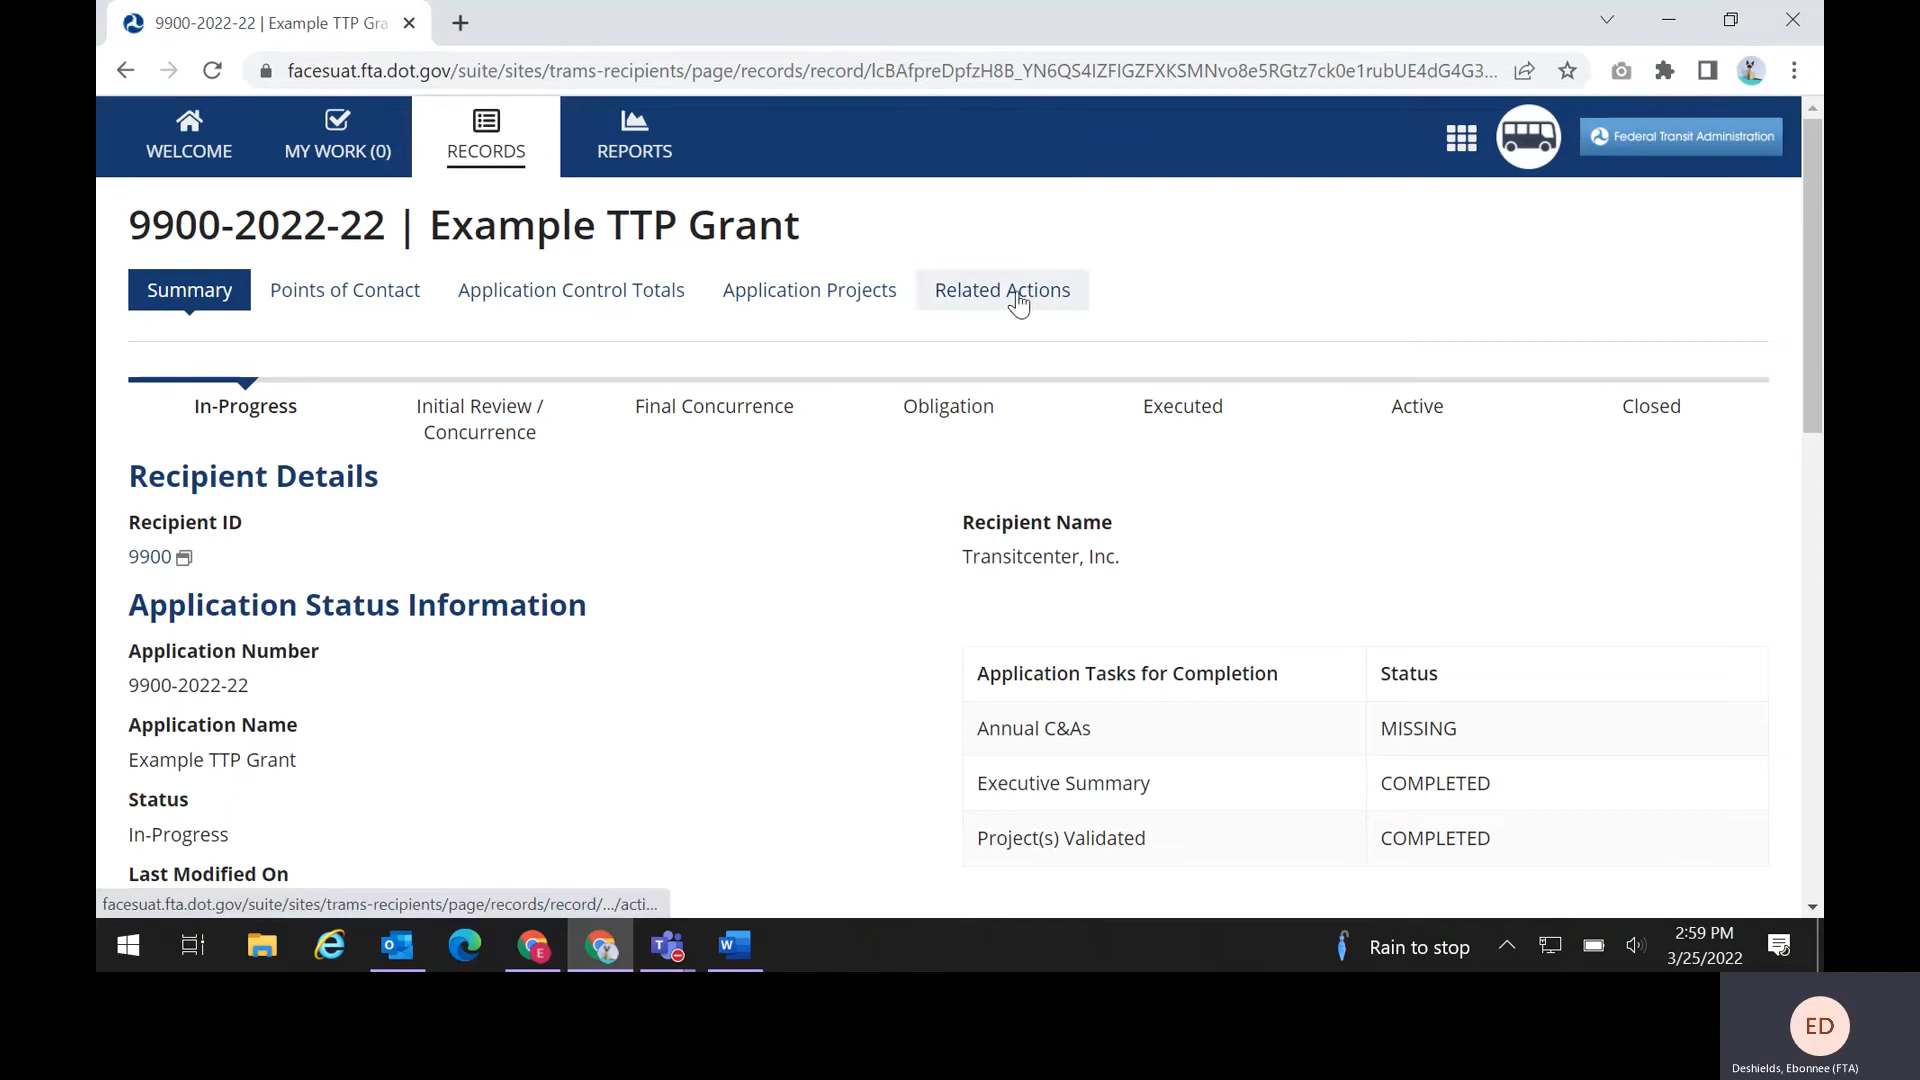 9900-2022-22 | Example TTP Gra
facesuat.fta.dot.gov/suite/sites/trams-recipients/page/records/record/lcBAfpreDpfzH8B_YN6QS4IZFIGZFXKSMNvo8e5RGtz7ck0e1rubUE4dG4G3...
WELCOME
MY WORK (0)
RECORDS
REPORTS
Federal Transit Administration
9900-2022-22 | Example TTP Grant
Summary
Points of Contact
Application Control Totals
Application Projects
Related Actions
In-Progress
Initial Review /
Concurrence
Final Concurrence
Obligation
Executed
Active
Closed
Recipient Details
Recipient ID
9900
Recipient Name
Transitcenter, Inc.
Application Status Information
Application Number
9900-2022-22
Application Name
Example TTP Grant
Status
In-Progress
Last Modified On
Application Tasks for Completion Status
Annual C&As MISSING
Executive Summary COMPLETED
Project(s) Validated COMPLETED
facesuat.fta.dot.gov/suite/sites/trams-recipients/page/records/record/.../acti...
Rain to stop
2:59 PM
3/25/2022
ED
Deshields, Ebonnee (FTA)